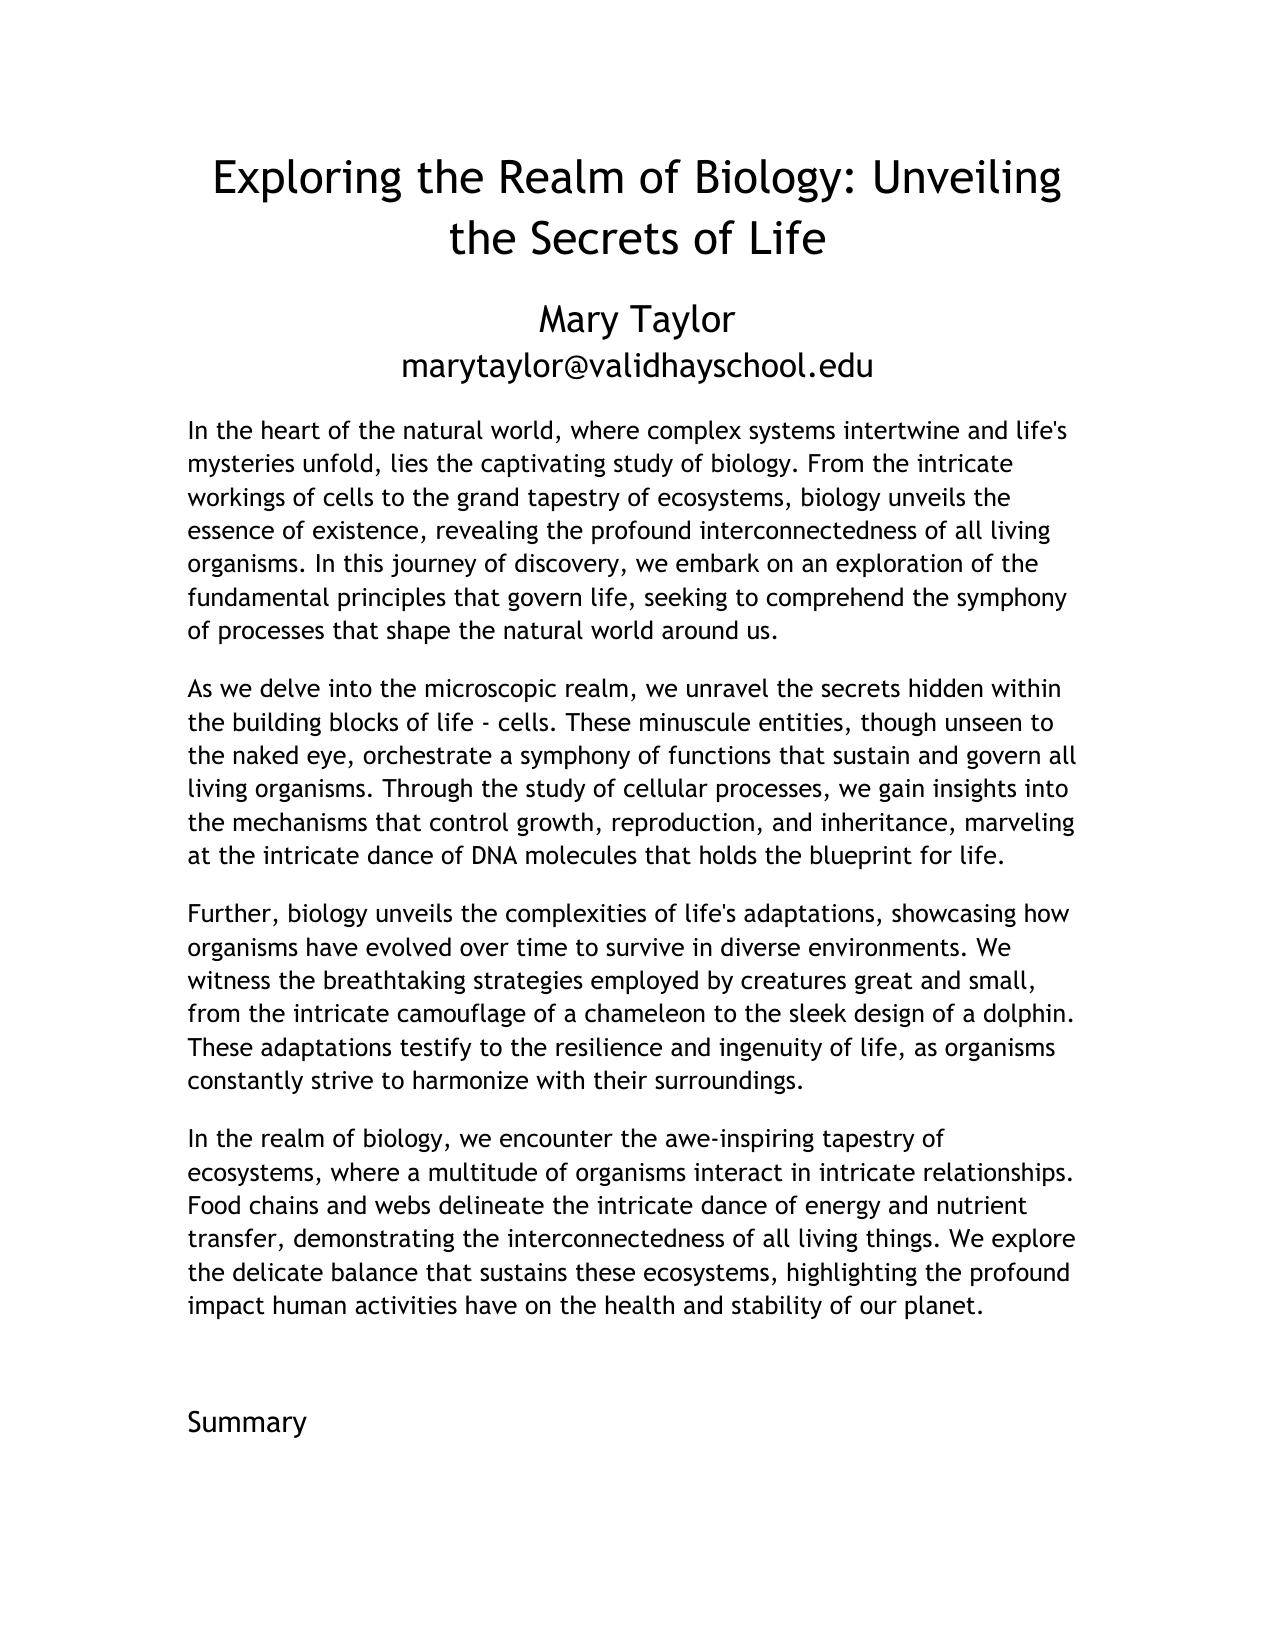 Exploring the Realm of Biology: Unveiling
the Secrets of Life
Mary Taylor
marytaylor@validhayschool.edu
In the heart of the natural world, where complex systems intertwine and life's
mysteries unfold, lies the captivating study of biology. From the intricate
workings of cells to the grand tapestry of ecosystems, biology unveils the
essence of existence, revealing the profound interconnectedness of all living
organisms. In this journey of discovery, we embark on an exploration of the
fundamental principles that govern life, seeking to comprehend the symphony
of processes that shape the natural world around us.
As we delve into the microscopic realm, we unravel the secrets hidden within
the building blocks of life - cells. These minuscule entities, though unseen to
the naked eye, orchestrate a symphony of functions that sustain and govern all
living organisms. Through the study of cellular processes, we gain insights into
the mechanisms that control growth, reproduction, and inheritance, marveling
at the intricate dance of DNA molecules that holds the blueprint for life.
Further, biology unveils the complexities of life's adaptations, showcasing how
organisms have evolved over time to survive in diverse environments. We
witness the breathtaking strategies employed by creatures great and small,
from the intricate camouflage of a chameleon to the sleek design of a dolphin.
These adaptations testify to the resilience and ingenuity of life, as organisms
constantly strive to harmonize with their surroundings.
In the realm of biology, we encounter the awe-inspiring tapestry of
ecosystems, where a multitude of organisms interact in intricate relationships.
Food chains and webs delineate the intricate dance of energy and nutrient
transfer, demonstrating the interconnectedness of all living things. We explore
the delicate balance that sustains these ecosystems, highlighting the profound
impact human activities have on the health and stability of our planet.
Summary